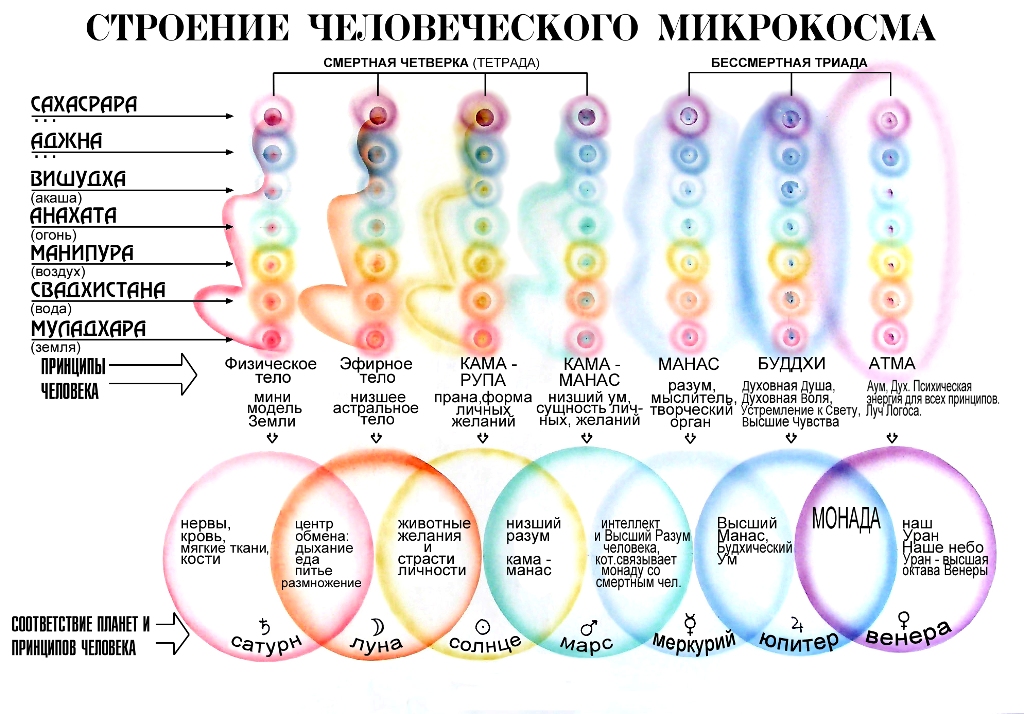 СТРОЕНИЕ ЧЕЛОВЕЧЕСКОГО МИКРОКОСМА
СМЕРТНАЯ ЧЕТВЕРКА (ТЕТРАДА)
БЕССМЕРТНАЯ ТРИАДА
САХАСРАРА
...
АДЖНА
...
ВИШУДХА
(акаша)
АНАХАТА
(огонь)
МАНИПУРА
(воздух)
СВАДХИСТАНА
(вода)
МУЛАДХАРА
(земля)
ПРИНЦИПЫ
ЧЕЛОВЕКА
Физическое
тело
мини
модель
Земли
Эфирное
тело
низшее
астральное
тело
КАМА -
РУПА
прана,форма
личных
желаний
КАМА -
МАНАС
низший ум,
сущность лич-
ных, желаний
МАНАС
разум,
мыслитель,
творческий
орган
БУДДХИ
Духовная Душа,
Духовная Воля,
Устремление к Свету,
Высшие Чувства
АТМА
Аум, Дух. Психическая
энергия для всех принципов.
Луч Логоса.
нервы,
кровь,
мягкие ткани,
кости
центр
обмена:
дыхание
еда
питье
размножение
животные
желания
и
страсти
личности
низший
разум
кама -
манас
интеллект
и Высший Разум
человека,
кот.связывает
монаду со
смертным чел.
Высший
Манас,
Будхический
Ум
МОНАДА
наш
Уран
Наше небо
Уран - высшая
октава Венеры
СООТВЕТСТВИЕ ПЛАНЕТ И
ПРИНЦИПОВ ЧЕЛОВЕКА
♄ ☽ ☉ ♂ ☿ ♃ ♀
сатурн луна солнце марс меркурий юпитер венера